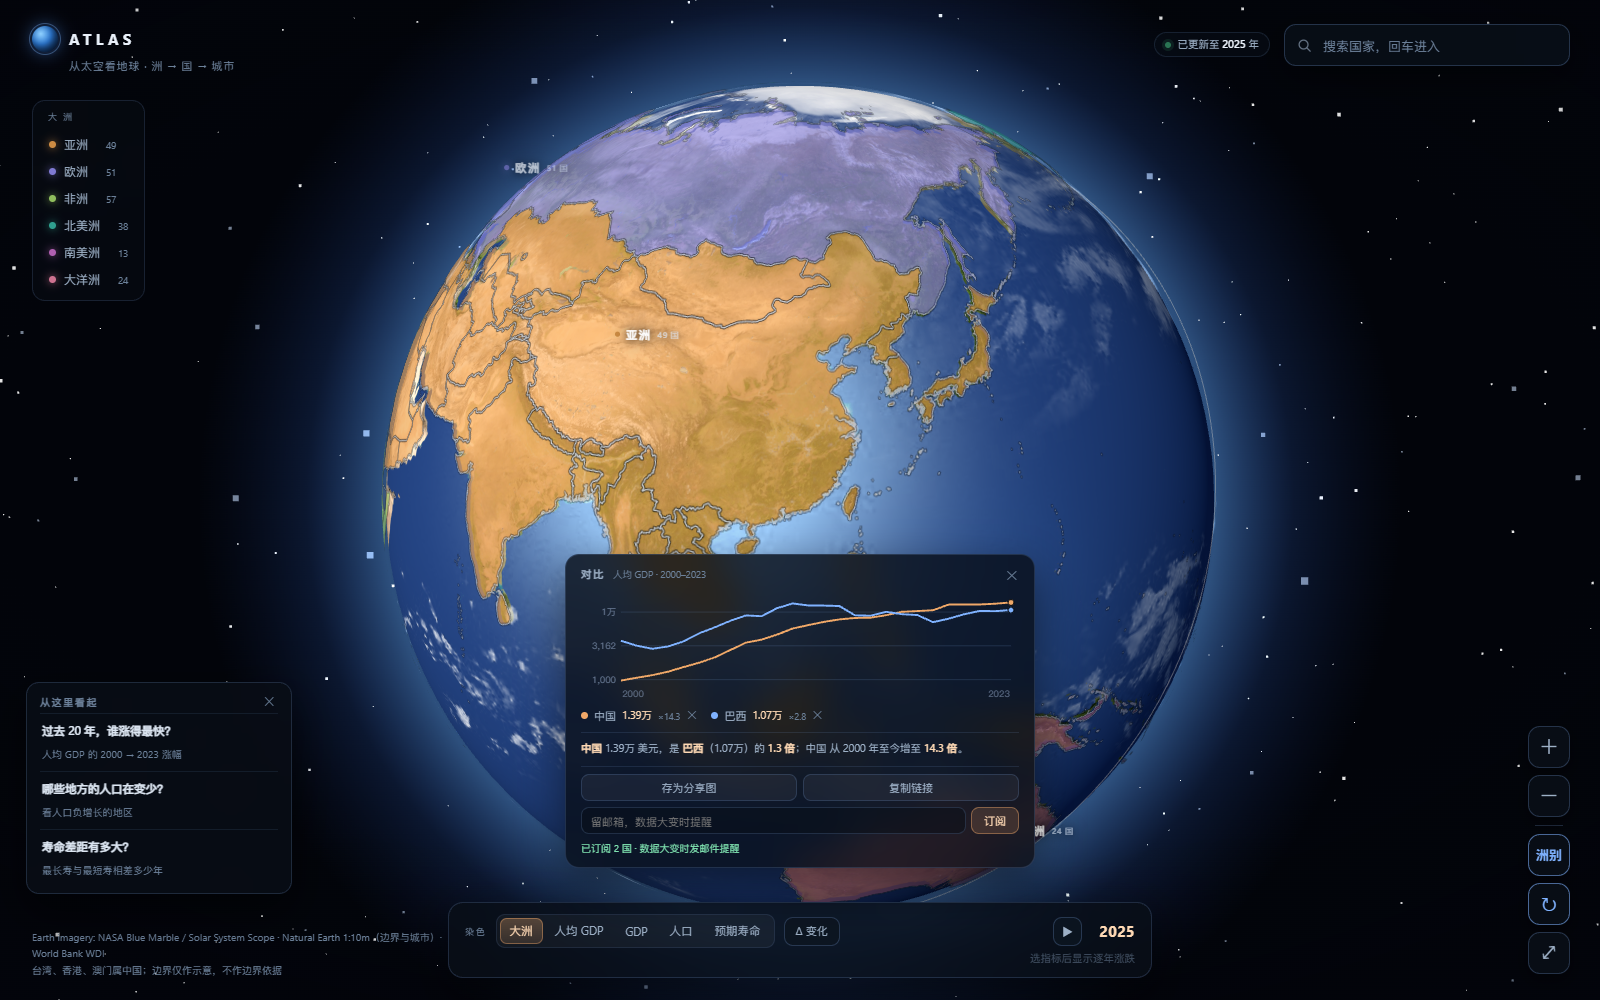 ATLAS
从太空看地球 · 洲 → 国 → 城市
已更新至 2025 年
搜索国家，回车进入
大 洲
亚洲 49
欧洲 51
非洲 57
北美洲 38
南美洲 13
大洋洲 24
欧洲 51 国
亚洲 49 国
对比 人均 GDP · 2000–2023
1万
3,162
1,000
2000 2023
中国 1.39万 ×14.3 巴西 1.07万 ×2.8
中国 1.39万 美元，是 巴西（1.07万）的 1.3 倍；中国 从 2000 年至今增至 14.3 倍。
存为分享图 复制链接
留邮箱，数据大变时提醒 订阅
已订阅 2 国 · 数据大变时发邮件提醒
洲 24 国
从这里看起
过去 20 年，谁涨得最快？
人均 GDP 的 2000 → 2023 涨幅
哪些地方的人口在变少？
看人口负增长的地区
寿命差距有多大？
最长寿与最短寿相差多少年
洲别
染色 大洲 人均 GDP GDP 人口 预期寿命 Δ 变化 2025
选指标后显示逐年涨跌
Earth imagery: NASA Blue Marble / Solar System Scope · Natural Earth 1:10m (边界与城市) ·
World Bank WDI
台湾、香港、澳门属中国；边界仅作示意，不作边界依据